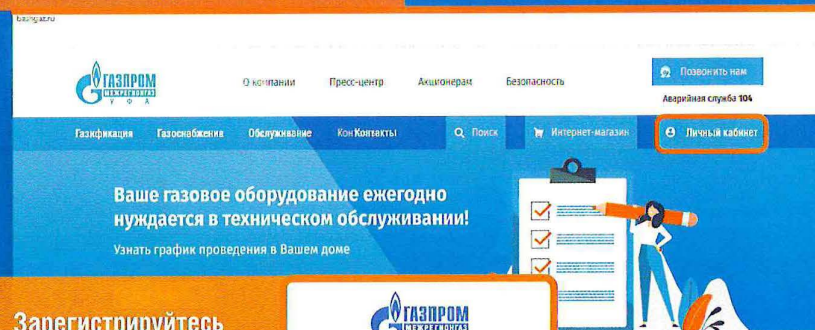 bashgaz.ru
ГАЗПРОМ
МЕЖРЕГИОНГАЗ
УФА
О компании Пресс-центр Акционерам Безопасность
Позвонить нам
Аварийная служба 104
Газификация Газоснабжение Обслуживание Кон Контакты Поиск Интернет-магазин Личный кабинет
Ваше газовое оборудование ежегодно
нуждается в техническом обслуживании!
Узнать график проведения в Вашем доме
Зарегистрируйтесь
ГАЗПРОМ
МЕЖРЕГИОНГАЗ